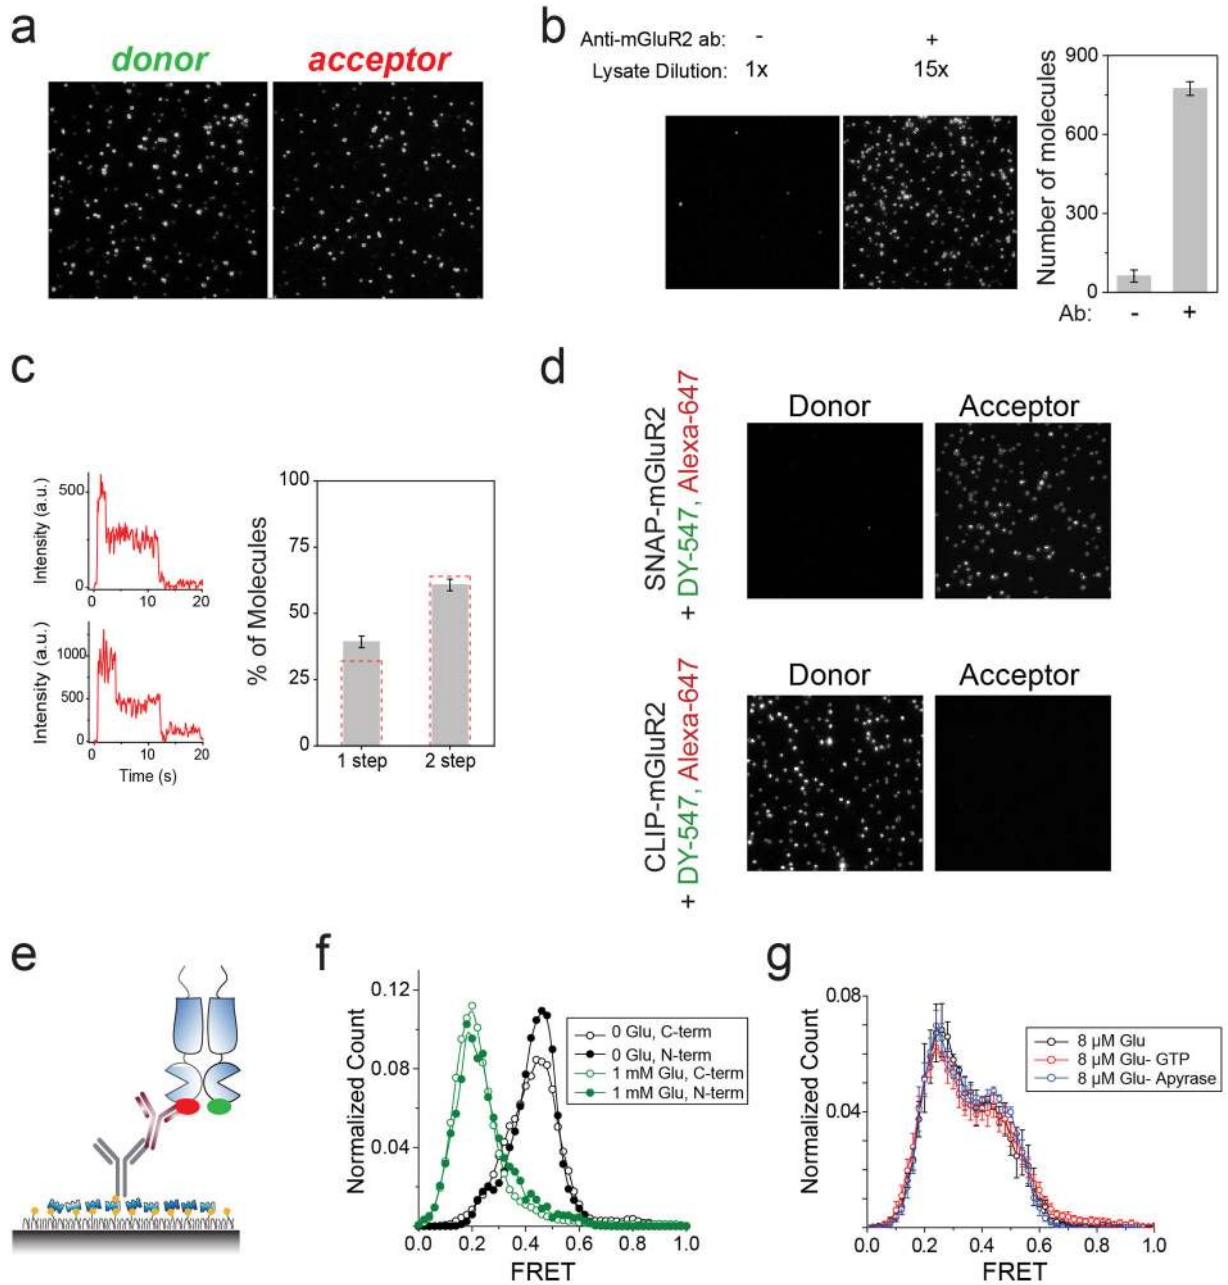 a
donor
acceptor
b
Anti-mGluR2 ab: - +
Lysate Dilution: 1x 15x
Number of molecules
900
600
300
0
Ab: - +
c
Intensity (a.u.)
500
0
0 10 20
Intensity (a.u.)
1000
500
0
0 10 20
Time (s)
% of Molecules
100
75
50
25
0
1 step 2 step
d
SNAP-mGluR2
+ DY-547, Alexa-647
Donor Acceptor
CLIP-mGluR2
+ DY-547, Alexa-647
Donor Acceptor
e
f
Normalized Count
0.12
0.08
0.04
0.0 0.2 0.4 0.6 0.8 1.0
FRET
0 Glu, C-term
0 Glu, N-term
1 mM Glu, C-term
1 mM Glu, N-term
g
Normalized Count
0.08
0.04
0.0 0.2 0.4 0.6 0.8 1.0
FRET
8 µM Glu
8 µM Glu- GTP
8 µM Glu- Apyrase